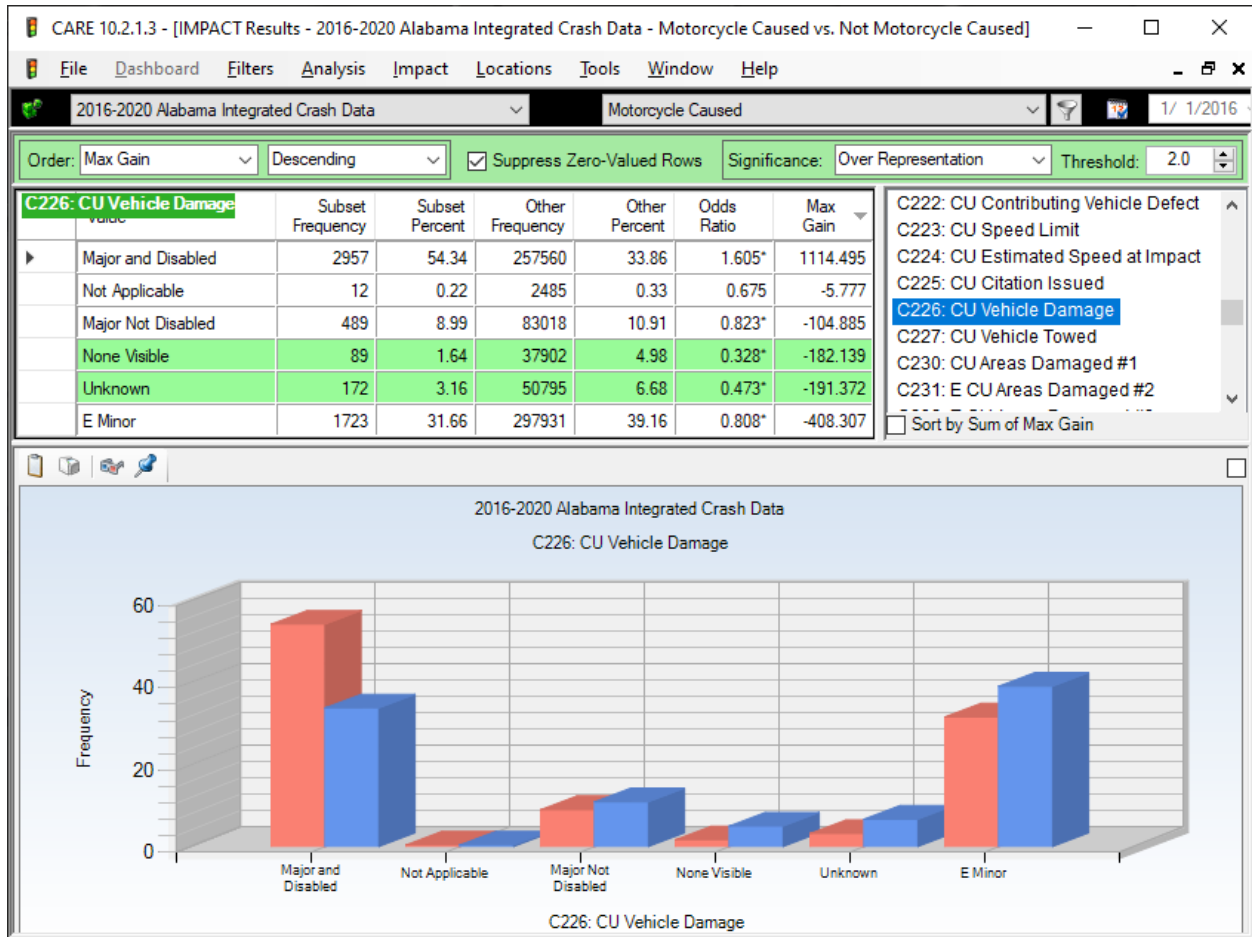 CARE 10.2.1.3 - [IMPACT Results - 2016-2020 Alabama Integrated Crash Data - Motorcycle Caused vs. Not Motorcycle Caused]
File Dashboard Filters Analysis Impact Locations Tools Window Help
2016-2020 Alabama Integrated Crash Data Motorcycle Caused 1/ 1/2016
Order: Max Gain Descending Suppress Zero-Valued Rows Significance: Over Representation Threshold: 2.0
C226: CU Vehicle Damage Subset Frequency Subset Percent Other Frequency Other Percent Odds Ratio Max Gain
Major and Disabled 2957 54.34 257560 33.86 1.605* 1114.495
Not Applicable 12 0.22 2485 0.33 0.675 -5.777
Major Not Disabled 489 8.99 83018 10.91 0.823* -104.885
None Visible 89 1.64 37902 4.98 0.328* -182.139
Unknown 172 3.16 50795 6.68 0.473* -191.372
E Minor 1723 31.66 297931 39.16 0.808* -408.307
C222: CU Contributing Vehicle Defect
C223: CU Speed Limit
C224: CU Estimated Speed at Impact
C225: CU Citation Issued
C226: CU Vehicle Damage
C227: CU Vehicle Towed
C230: CU Areas Damaged #1
C231: E CU Areas Damaged #2
Sort by Sum of Max Gain
2016-2020 Alabama Integrated Crash Data
C226: CU Vehicle Damage
Frequency
60
40
20
0
Major and Disabled
Not Applicable
Major Not Disabled
None Visible
Unknown
E Minor
C226: CU Vehicle Damage